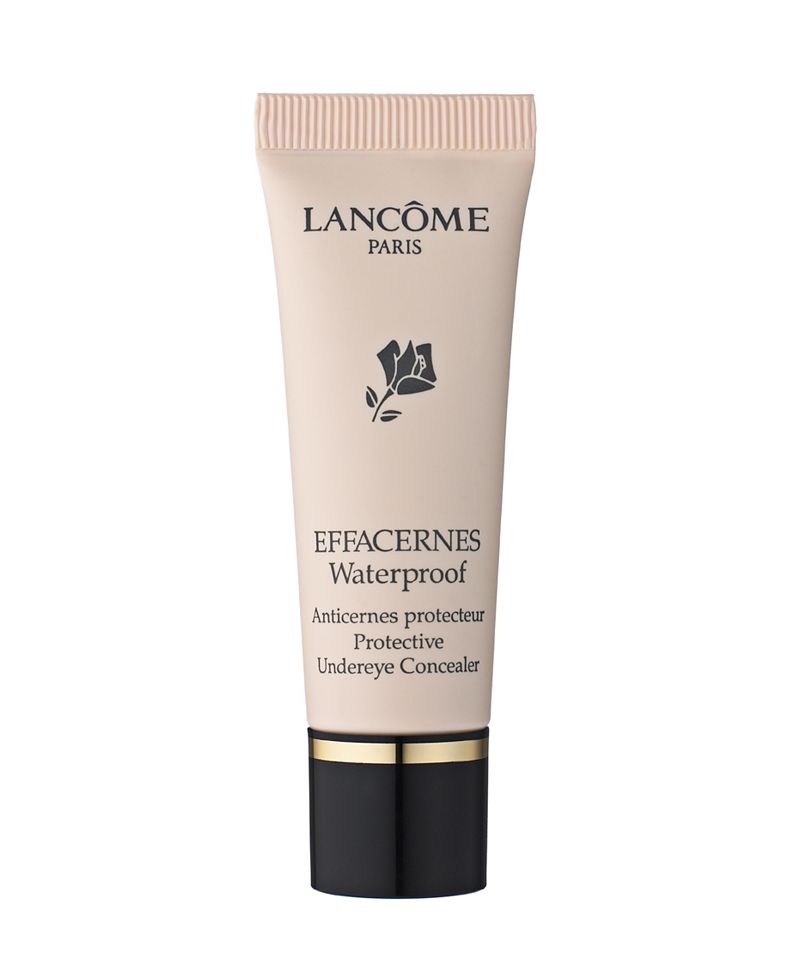 LANCÔME
PARIS
EFFACERNES
Waterproof
Anticernes protecteur
Protective
Undereye Concealer